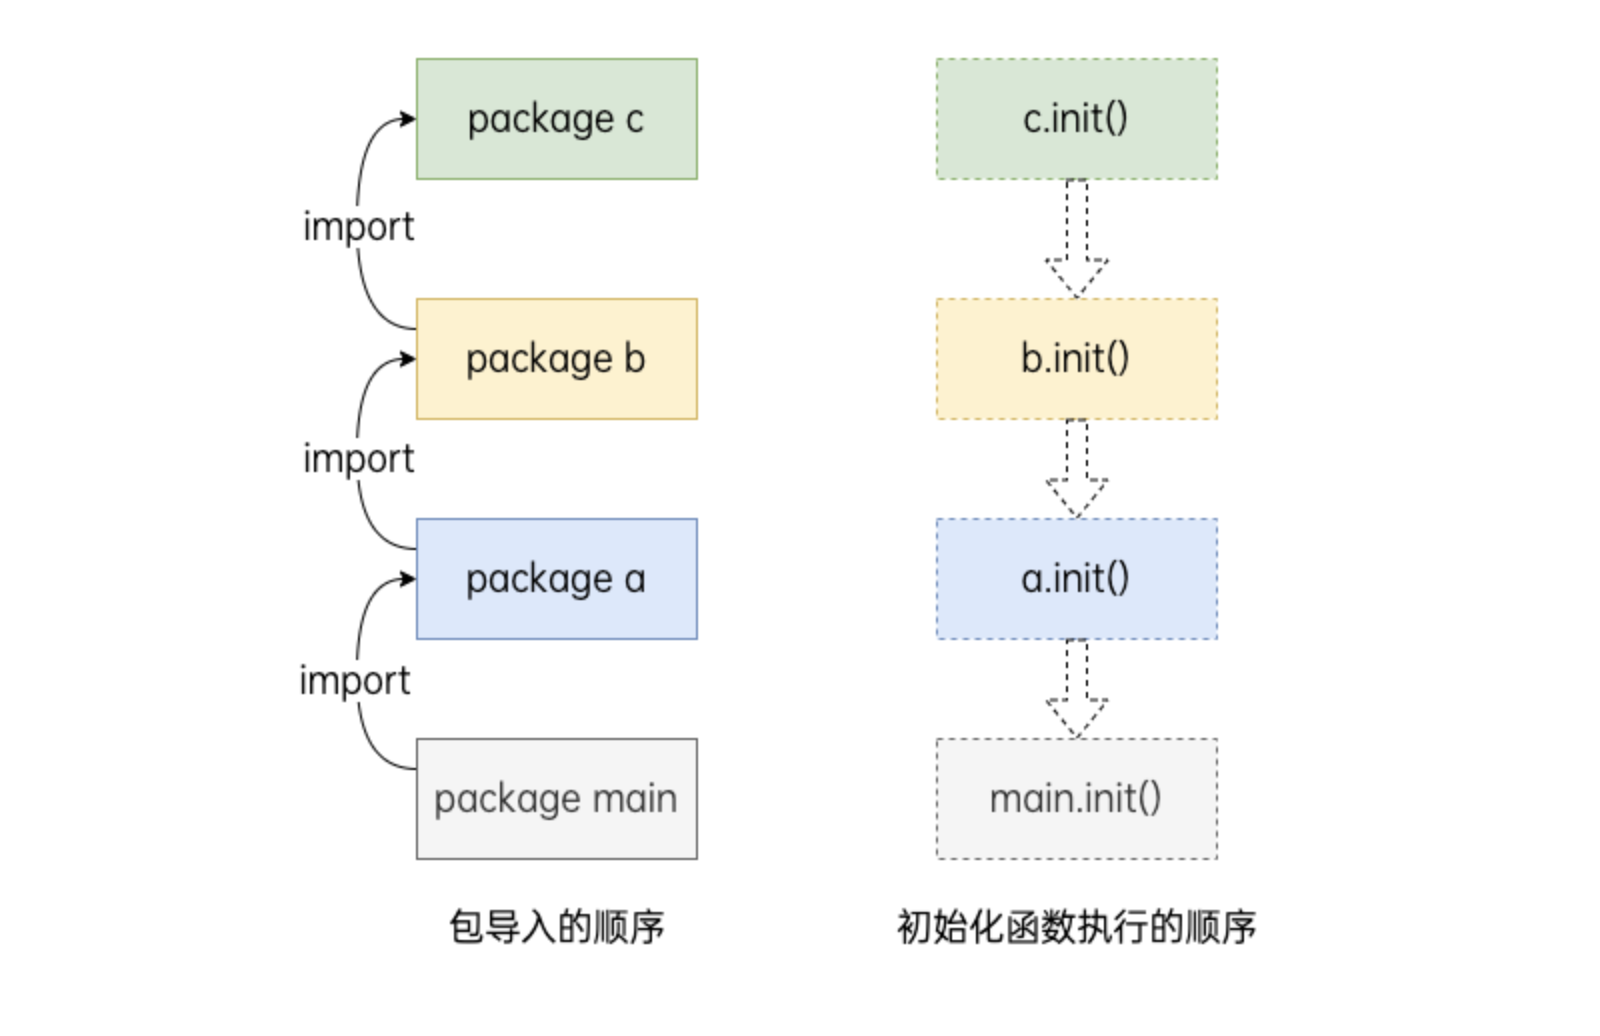 package c
import
package b
import
package a
import
package main
包导入的顺序
c.init()
b.init()
a.init()
main.init()
初始化函数执行的顺序